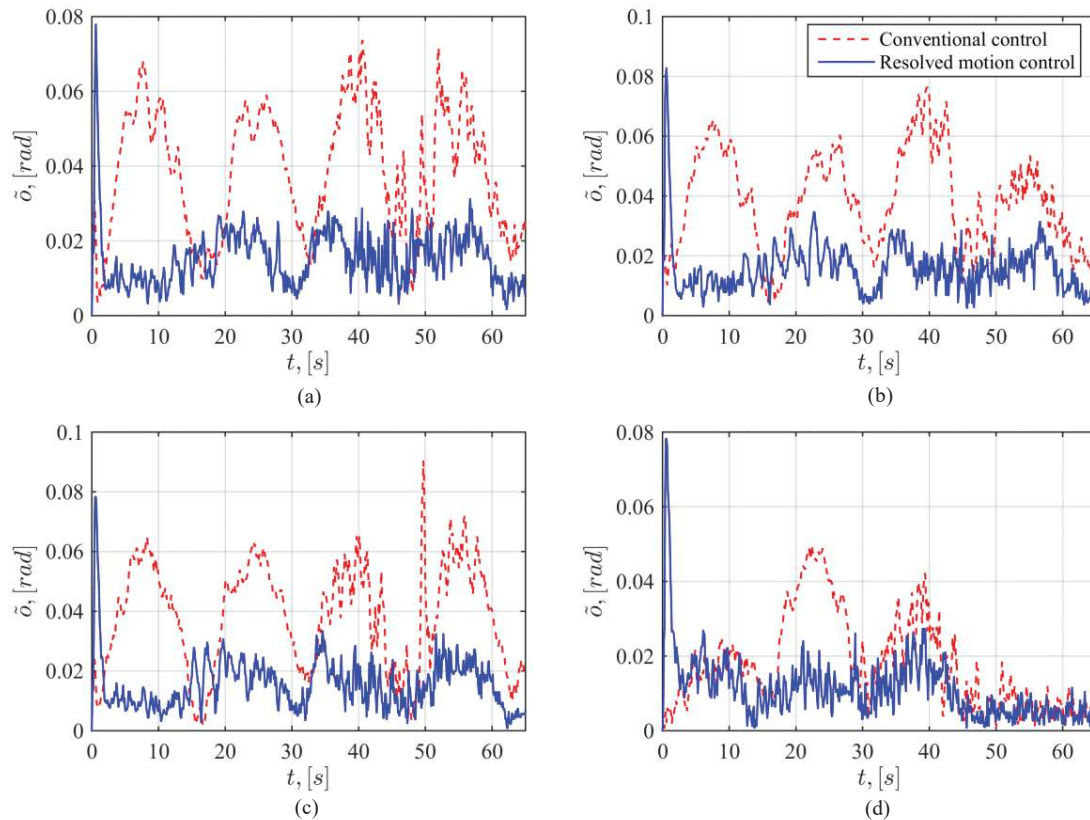 0.08
0.06
0.04
0.02
0
õ, [rad]
0 10 20 30 40 50 60
t, [s]
(a)
0.1
0.08
0.06
0.04
0.02
0
õ, [rad]
Conventional control
Resolved motion control
0 10 20 30 40 50 60
t, [s]
(b)
0.1
0.08
0.06
0.04
0.02
0
õ, [rad]
0 10 20 30 40 50 60
t, [s]
(c)
0.08
0.06
0.04
0.02
0
õ, [rad]
0 10 20 30 40 50 60
t, [s]
(d)